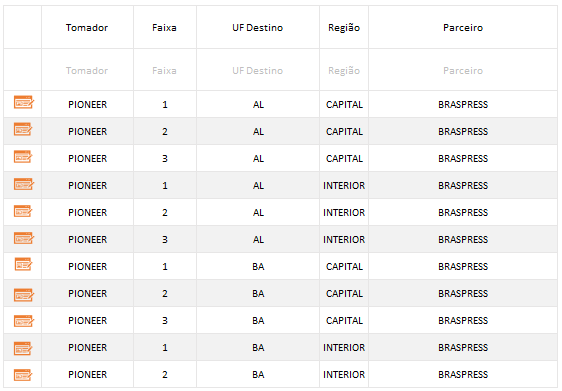 Tomador Faixa UF Destino Região Parceiro
Tomador Faixa UF Destino Região Parceiro
PIONEER 1 AL CAPITAL BRASPRESS
PIONEER 2 AL CAPITAL BRASPRESS
PIONEER 3 AL CAPITAL BRASPRESS
PIONEER 1 AL INTERIOR BRASPRESS
PIONEER 2 AL INTERIOR BRASPRESS
PIONEER 3 AL INTERIOR BRASPRESS
PIONEER 1 BA CAPITAL BRASPRESS
PIONEER 2 BA CAPITAL BRASPRESS
PIONEER 3 BA CAPITAL BRASPRESS
PIONEER 1 BA INTERIOR BRASPRESS
PIONEER 2 BA INTERIOR BRASPRESS